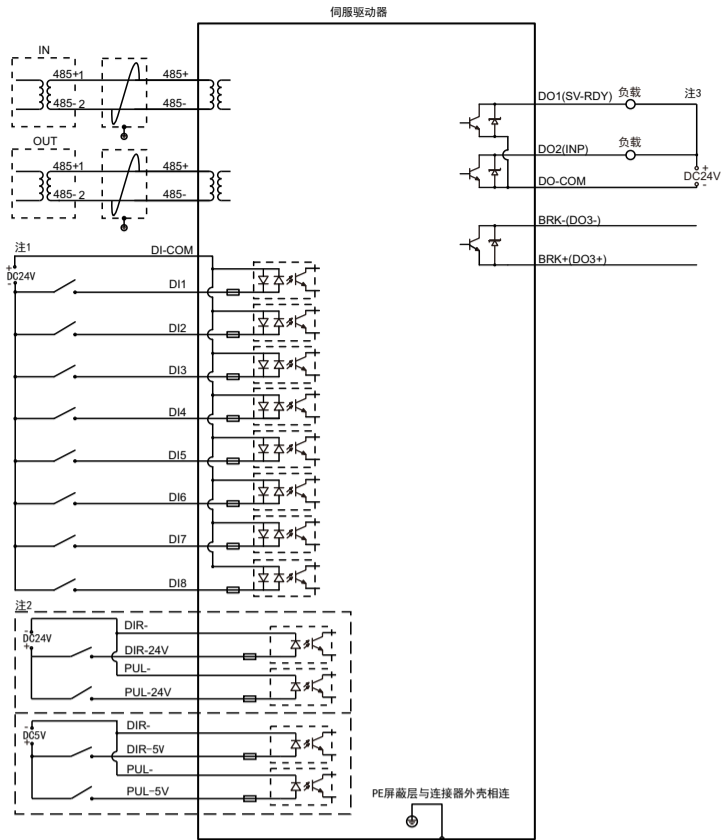 伺服驱动器
IN
485+1 485+
485- 2 485-
OUT
485+1 485+
485- 2 485-
DO1(SV-RDY) 负载 注3
DO2(INP) 负载
+
DC24V
-
DO-COM
BRK-(DO3-)
BRK+(DO3+)
注1 DI-COM
+
DC24V
-
DI1
DI2
DI3
DI4
DI5
DI6
DI7
DI8
注2
-
DC24V
+
DIR-
DIR-24V
PUL-
PUL-24V
-
DC5V
+
DIR-
DIR-5V
PUL-
PUL-5V
PE屏蔽层与连接器外壳相连